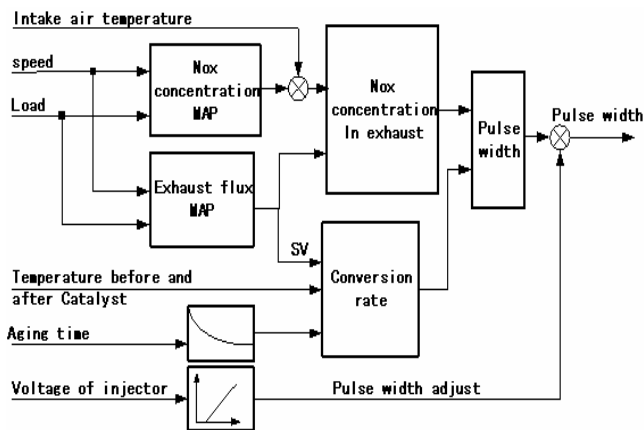 Intake air temperature
speed
Load
Nox
concentration
MAP
Nox
concentration
In exhaust
Pulse
width
Pulse width
Exhaust flux
MAP
SV
Temperature before and
after Catalyst
Conversion
rate
Aging time
Voltage of injector
Pulse width adjust